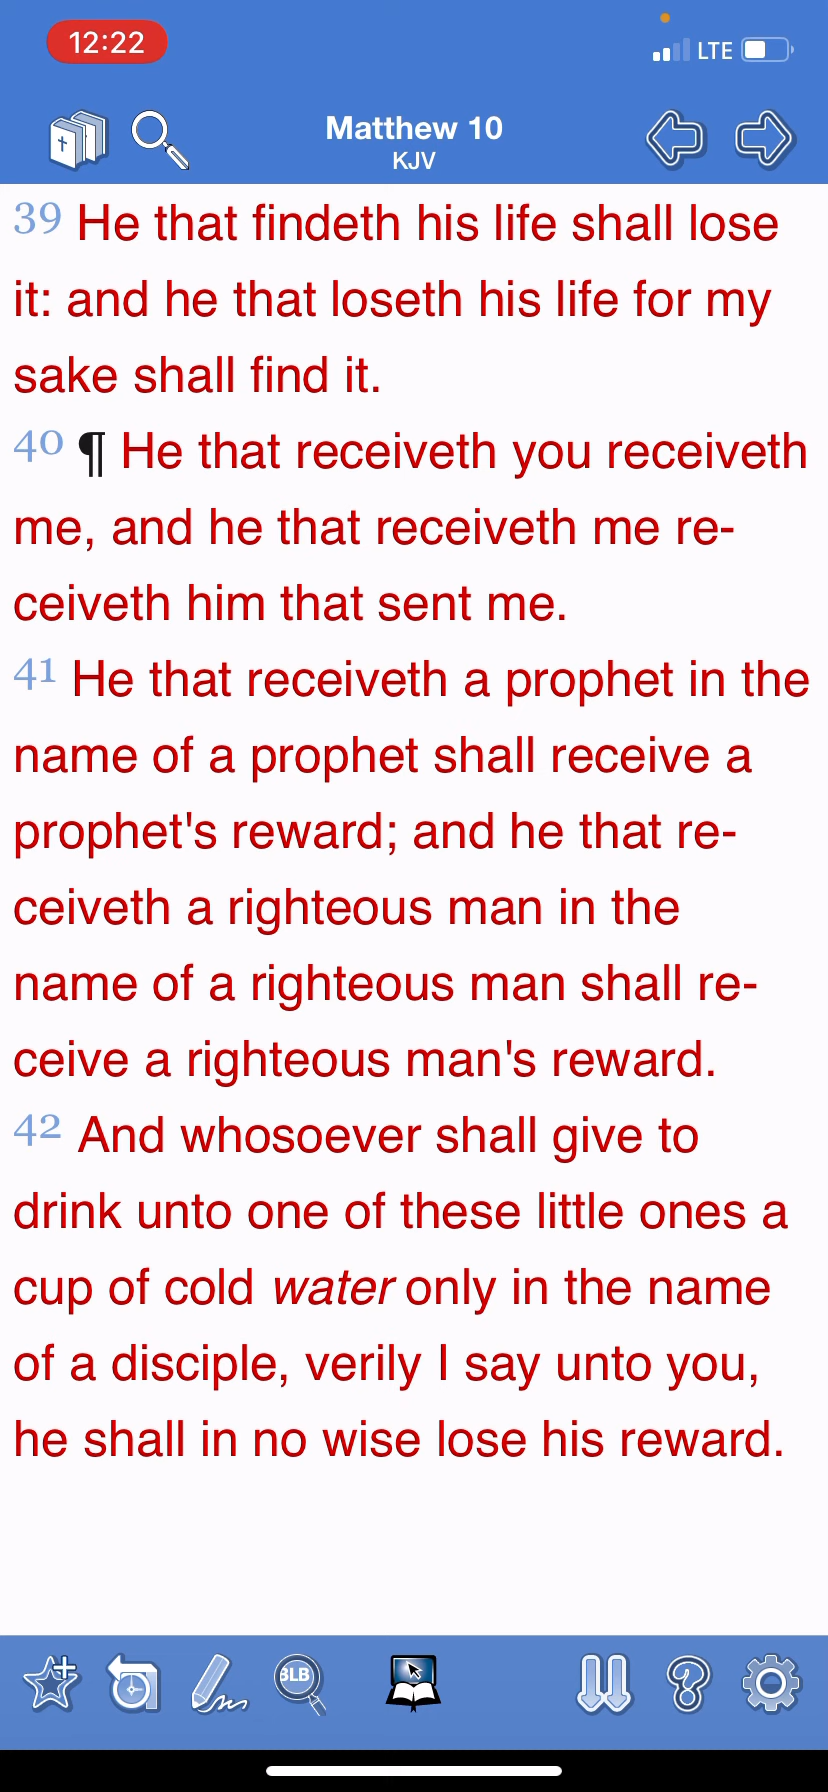 12:22
LTE
Matthew 10
KJV
39 He that findeth his life shall lose
it: and he that loseth his life for my
sake shall find it.
40 ¶ He that receiveth you receiveth
me, and he that receiveth me re-
ceiveth him that sent me.
41 He that receiveth a prophet in the
name of a prophet shall receive a
prophet's reward; and he that re-
ceiveth a righteous man in the
name of a righteous man shall re-
ceive a righteous man's reward.
42 And whosoever shall give to
drink unto one of these little ones a
cup of cold water only in the name
of a disciple, verily I say unto you,
he shall in no wise lose his reward.
BLB